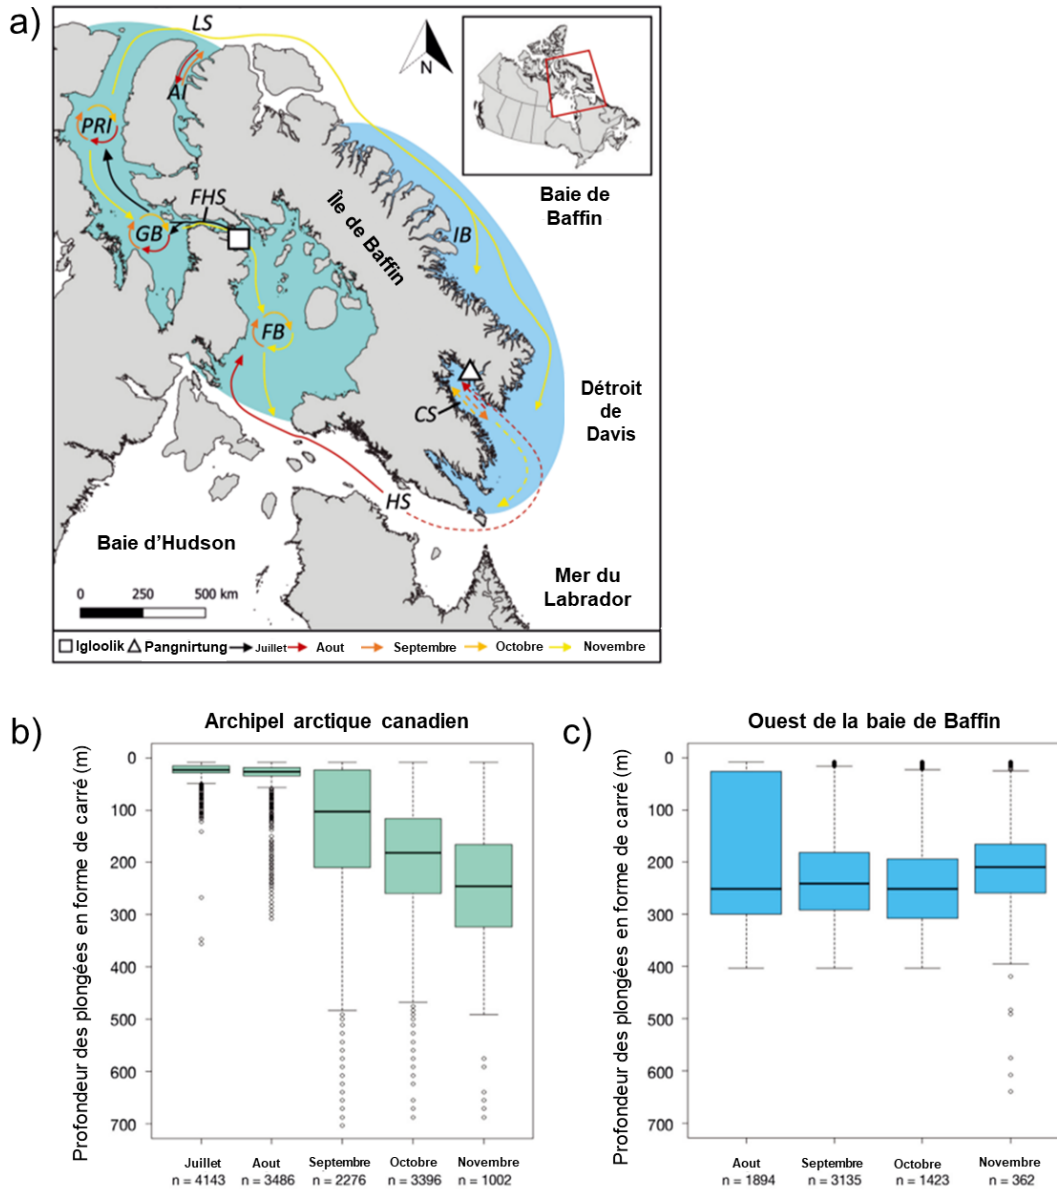 a)
LS
N
AI
PRI
Baie de
Baffin
FHS
Île de Baffin
IB
GB
FB
Détroit
de
Davis
CS
HS
Baie d'Hudson
Mer du
Labrador
0 250 500 km
Igloolik Pangnirtung Juillet Aout Septembre Octobre Novembre
b) Archipel arctique canadien
Profondeur des plongées en forme de carré (m)
0
100
200
300
400
500
600
700
Juillet Aout Septembre Octobre Novembre
n = 4143 n = 3486 n = 2276 n = 3396 n = 1002
c) Ouest de la baie de Baffin
Profondeur des plongées en forme de carré (m)
0
100
200
300
400
500
600
700
Aout Septembre Octobre Novembre
n = 1894 n = 3135 n = 1423 n = 362